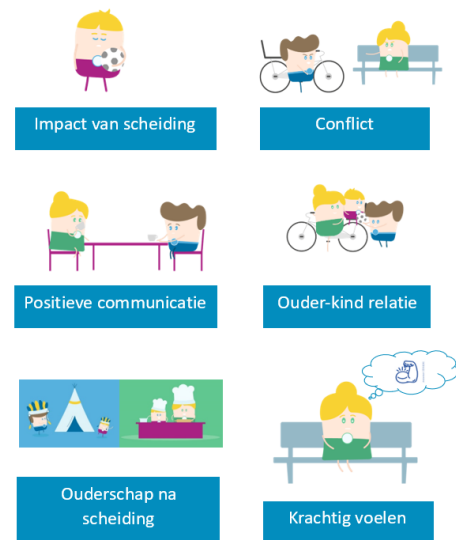 Impact van scheiding
Conflict
Positieve communicatie
Ouder-kind relatie
Ouderschap na
scheiding
Krachtig voelen